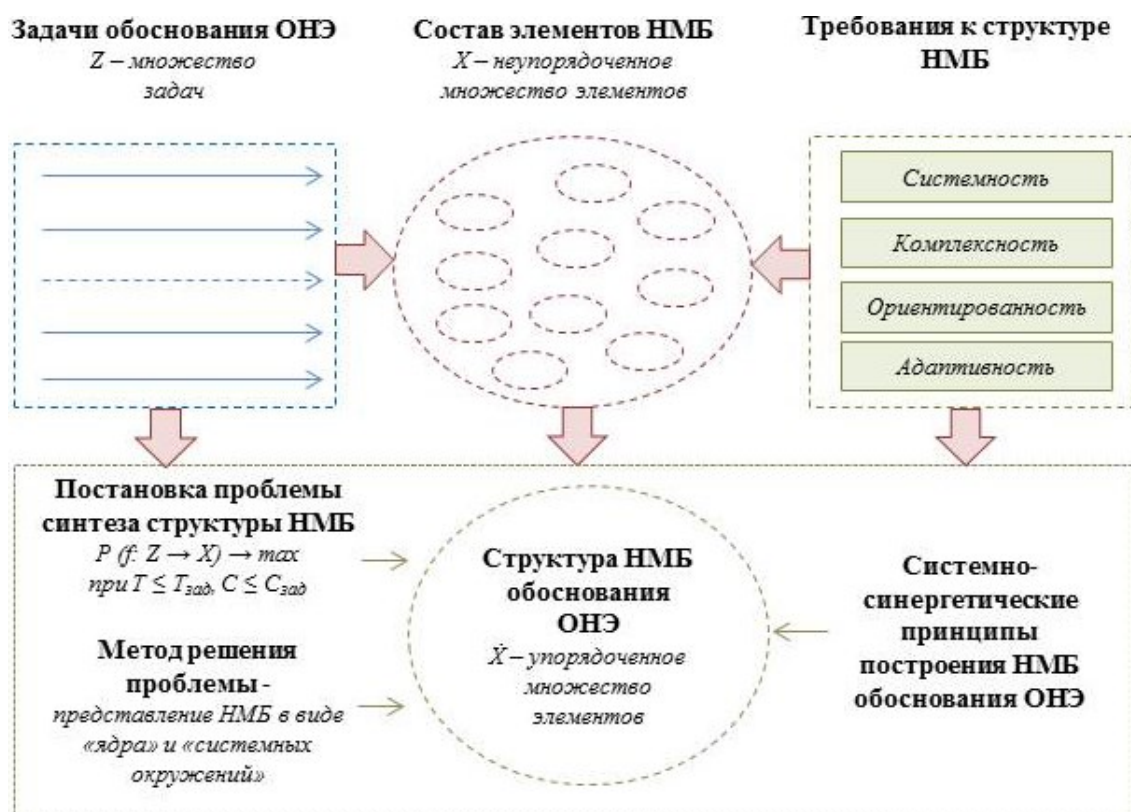 Задачи обоснования ОНЭ
Z – множество
задач
Состав элементов НМБ
X – неупорядоченное
множество элементов
Требования к структуре
НМБ
Системность
Комплексность
Ориентированность
Адаптивность
Постановка проблемы
синтеза структуры НМБ
P (f: Z → X) → max
при T ≤ Tзад, C ≤ Cзад
Метод решения
проблемы -
представление НМБ в виде
«ядра» и «системных
окружений»
Структура НМБ
обоснования
ОНЭ
Ẋ – упорядоченное
множество
элементов
Системно-
синергетические
принципы
построения НМБ
обоснования ОНЭ